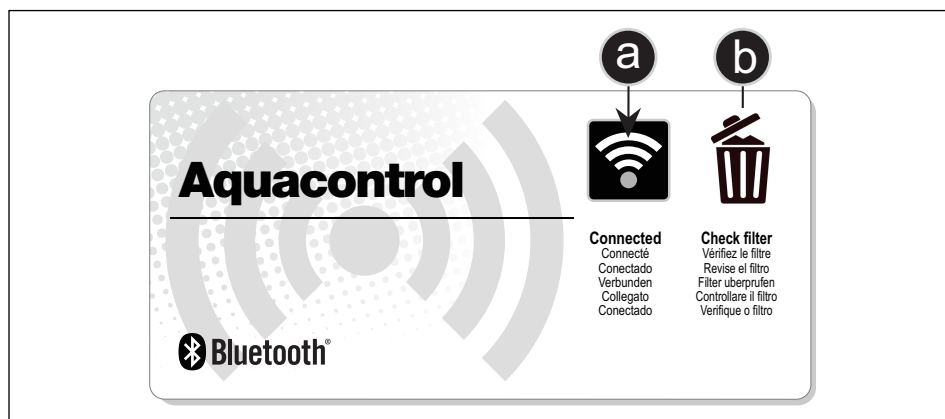 a
b
Aquacontrol
Connected
Connecté
Conectado
Verbunden
Collegato
Conectado
Check filter
Vérifiez le filtre
Revise el filtro
Filter uberprufen
Controllare il filtro
Verifique o filtro
Bluetooth®